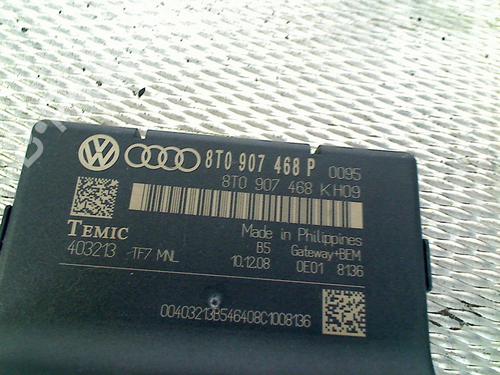 8T0 907 468 P 0095
8T0 907 468 KH09
TEMIC
Made in Philippines
403213 -TF7 MNL
B5 Gateway+BEM
10.12.08 0E01 8136
00403213B546408C1008136